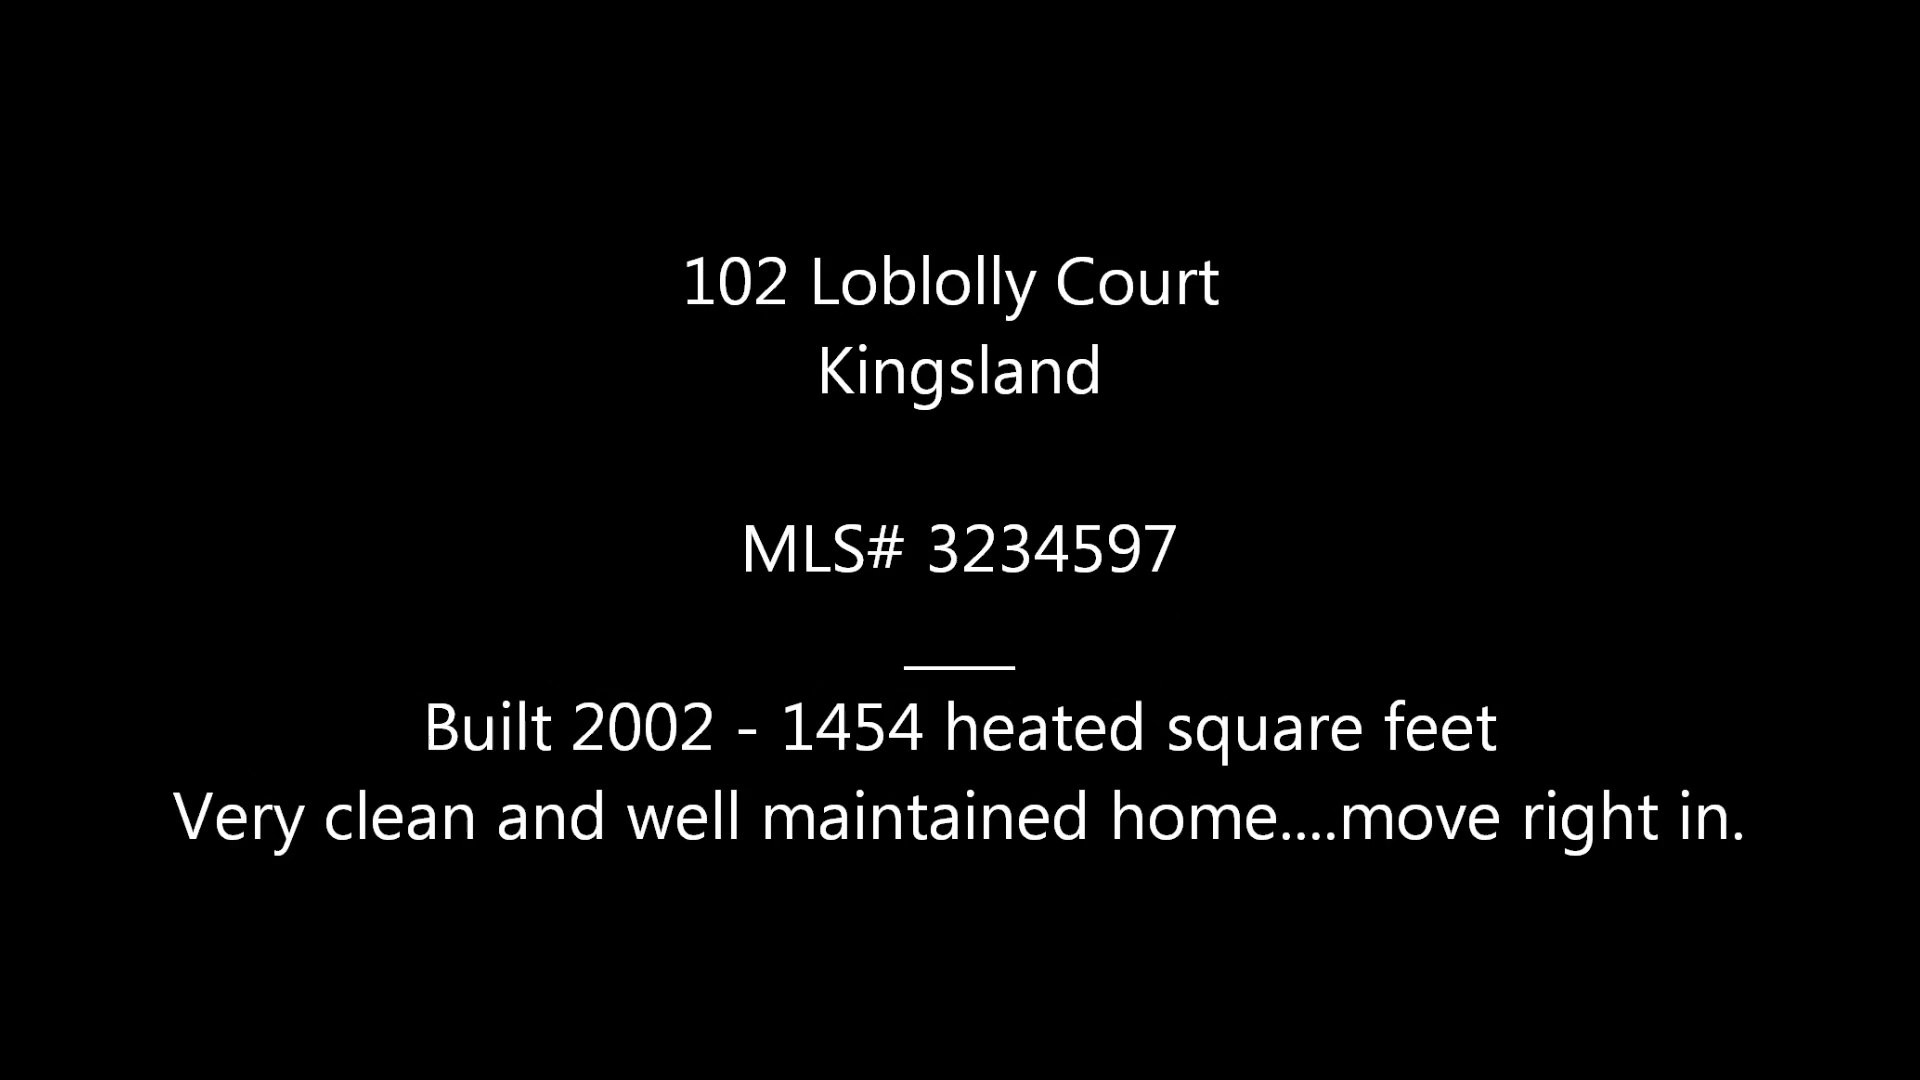 102 Loblolly Court
Kingsland
MLS# 3234597
Built 2002 - 1454 heated square feet
Very clean and well maintained home....move right in.